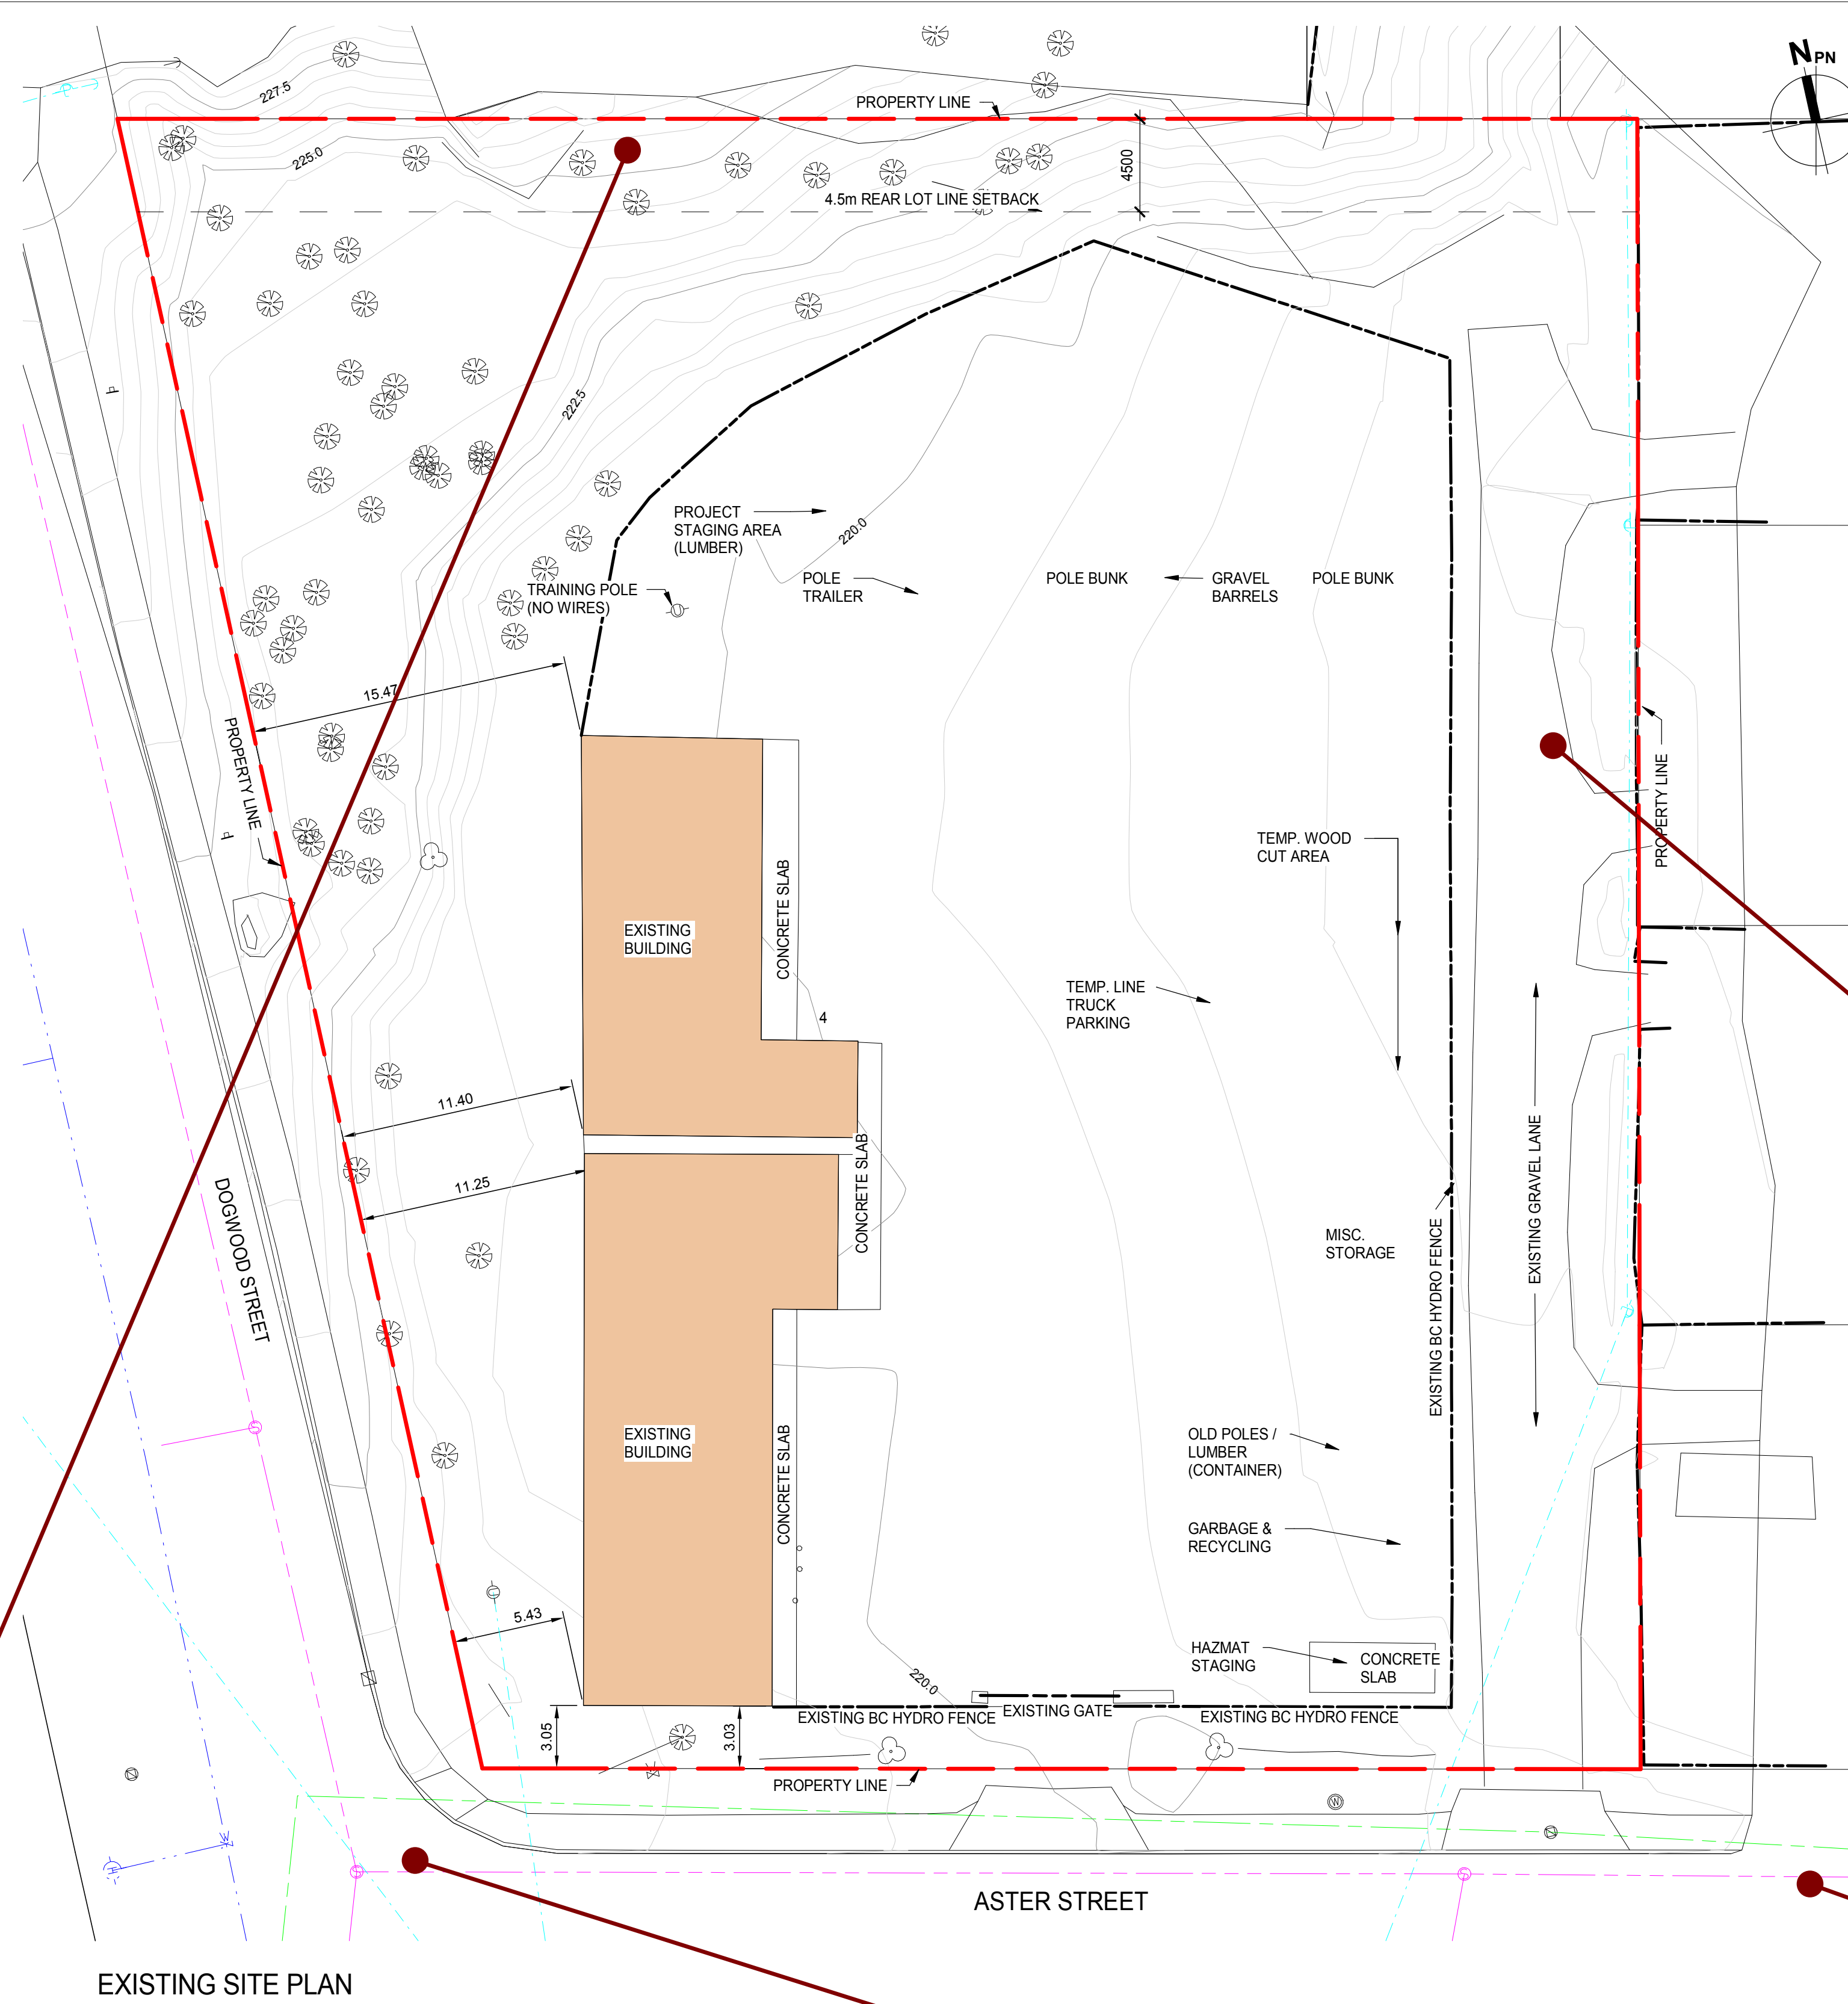 N PN
227.5
PROPERTY LINE
225.0
4500
4.5m REAR LOT LINE SETBACK
222.5
PROJECT
STAGING AREA
(LUMBER)
220.0
TRAINING POLE
(NO WIRES)
POLE
TRAILER
POLE BUNK
GRAVEL
BARRELS
POLE BUNK
15.47
PROPERTY LINE
PROPERTY LINE
TEMP. WOOD
CUT AREA
EXISTING
BUILDING
CONCRETE SLAB
TEMP. LINE
TRUCK
PARKING
4
11.40
11.25
CONCRETE SLAB
DOGWOOD STREET
MISC.
STORAGE
EXISTING BC HYDRO FENCE
EXISTING GRAVEL LANE
EXISTING
BUILDING
CONCRETE SLAB
OLD POLES /
LUMBER
(CONTAINER)
GARBAGE &
RECYCLING
5.43
HAZMAT
STAGING
CONCRETE
SLAB
220.0
3.05
3.03
EXISTING BC HYDRO FENCE
EXISTING GATE
EXISTING BC HYDRO FENCE
PROPERTY LINE
W
H
S
S
S
ASTER STREET
EXISTING SITE PLAN